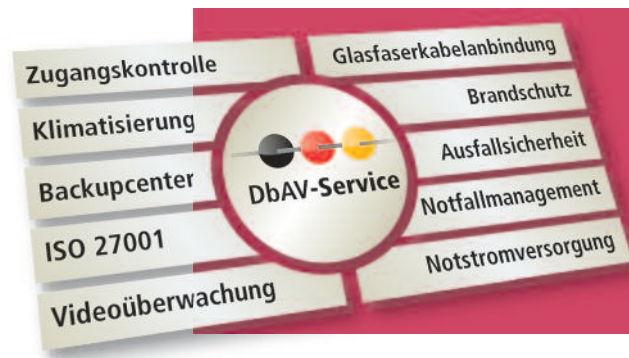 Zugangskontrolle
Klimatisierung
Backupcenter
ISO 27001
Videoüberwachung
DbAV-Service
Glasfaserkabelanbindung
Brandschutz
Ausfallsicherheit
Notfallmanagement
Notstromversorgung